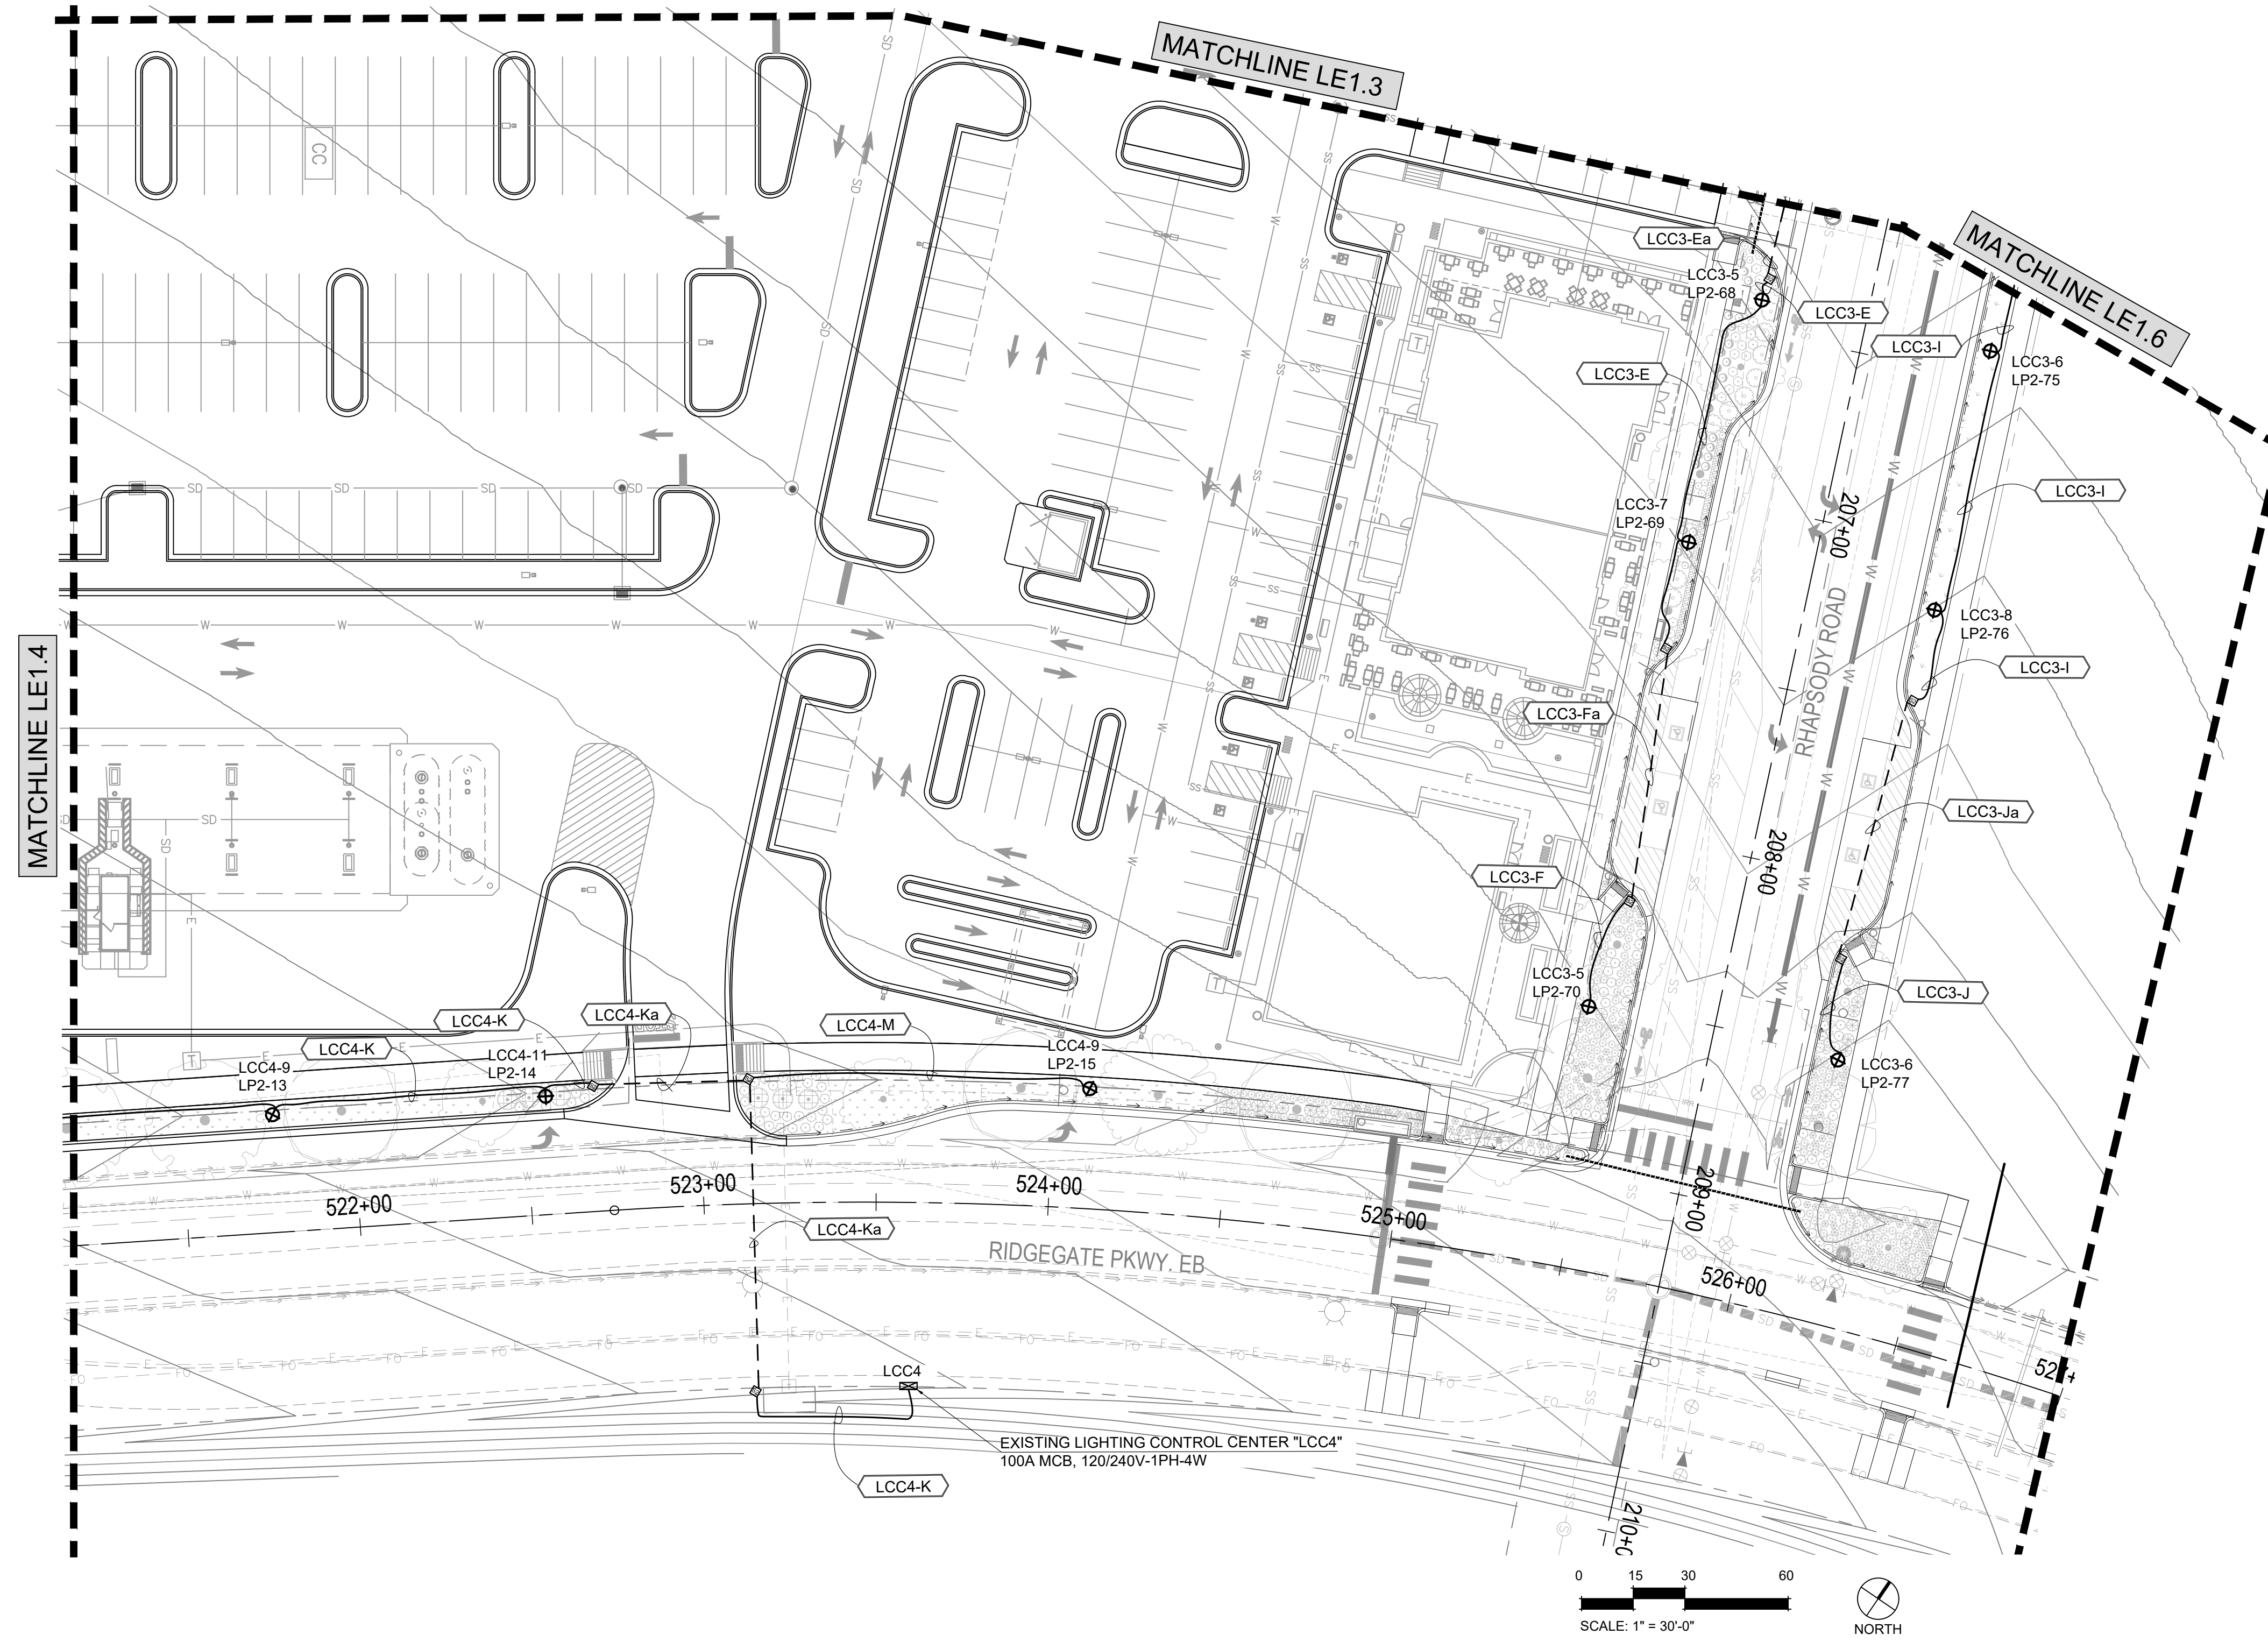 MATCHLINE LE1.3
MATCHLINE LE1.6
MATCHLINE LE1.4
CC
LCC3-Ea
LCC3-5
LP2-68
LCC3-E
LCC3-I
LCC3-6
LP2-75
LCC3-E
LCC3-I
LCC3-7
LP2-69
207+00
RHAPSODY ROAD
LCC3-8
LP2-76
LCC3-I
LCC3-Fa
LCC3-Ja
208+00
LCC3-F
LCC3-5
LP2-70
LCC3-J
LCC3-6
LP2-77
LCC4-K
LCC4-Ka
LCC4-M
LCC4-K
LCC4-9
LP2-13
LCC4-11
LP2-14
LCC4-9
LP2-15
522+00
523+00
524+00
525+00
209+00
526+00
LCC4-Ka
RIDGEGATE PKWY. EB
LCC4
EXISTING LIGHTING CONTROL CENTER "LCC4"
100A MCB, 120/240V-1PH-4W
LCC4-K
0 15 30 60
SCALE: 1" = 30'-0"
NORTH